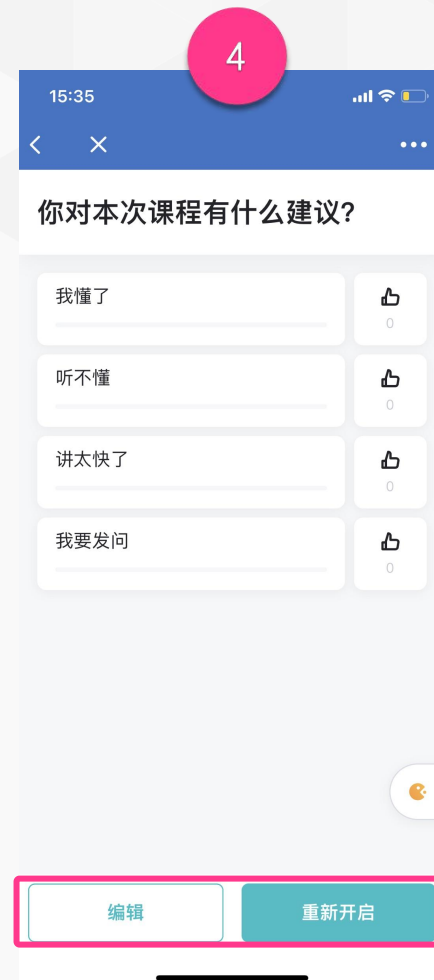 4
15:35
你对本次课程有什么建议?
我懂了
0
听不懂
0
讲太快了
0
我要发问
0
编辑
重新开启